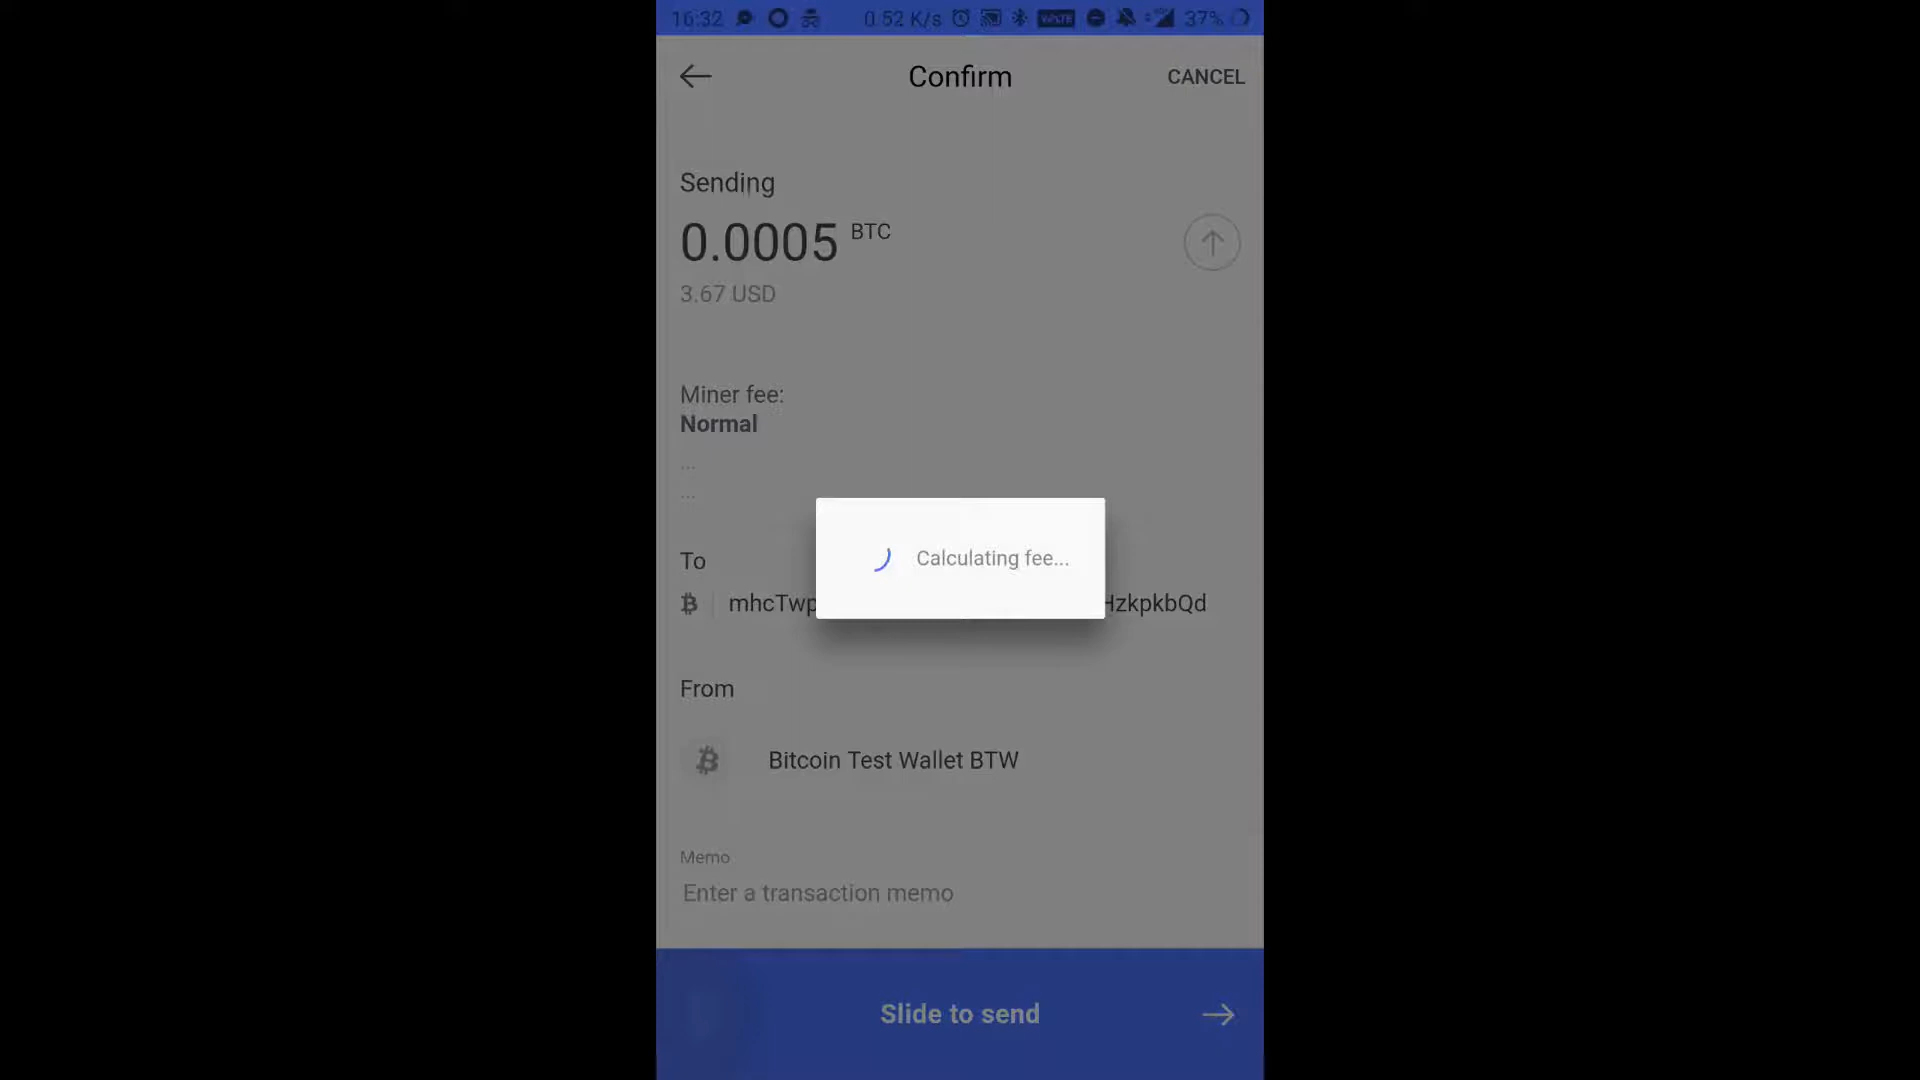 16:32 0.52 K/s VoLTE 37%
Confirm CANCEL
Sending
0.0005 BTC
3.67 USD
Miner fee:
Normal
...
...
Calculating fee...
To
mhcTwp HzkpkbQd
From
Bitcoin Test Wallet BTW
Memo
Enter a transaction memo
Slide to send